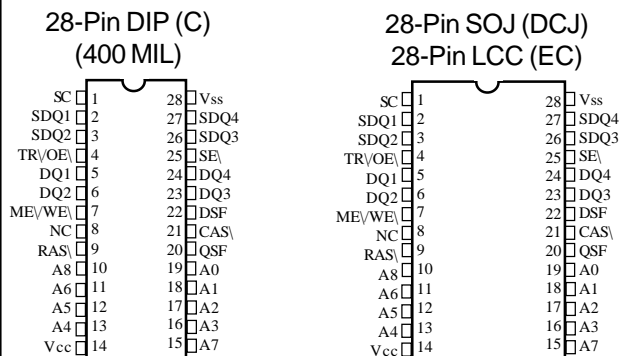 28-Pin DIP (C)
(400 MIL)
SC 1 28 Vss
SDQ1 2 27 SDQ4
SDQ2 3 26 SDQ3
TR\/OE\ 4 25 SE\
DQ1 5 24 DQ4
DQ2 6 23 DQ3
ME\/WE\ 7 22 DSF
NC 8 21 CAS\
RAS\ 9 20 QSF
A8 10 19 A0
A6 11 18 A1
A5 12 17 A2
A4 13 16 A3
Vcc 14 15 A7
28-Pin SOJ (DCJ)
28-Pin LCC (EC)
SC 1 28 Vss
SDQ1 2 27 SDQ4
SDQ2 3 26 SDQ3
TR\/OE\ 4 25 SE\
DQ1 5 24 DQ4
DQ2 6 23 DQ3
ME\/WE\ 7 22 DSF
NC 8 21 CAS\
RAS\ 9 20 QSF
A8 10 19 A0
A6 11 18 A1
A5 12 17 A2
A4 13 16 A3
Vcc 14 15 A7